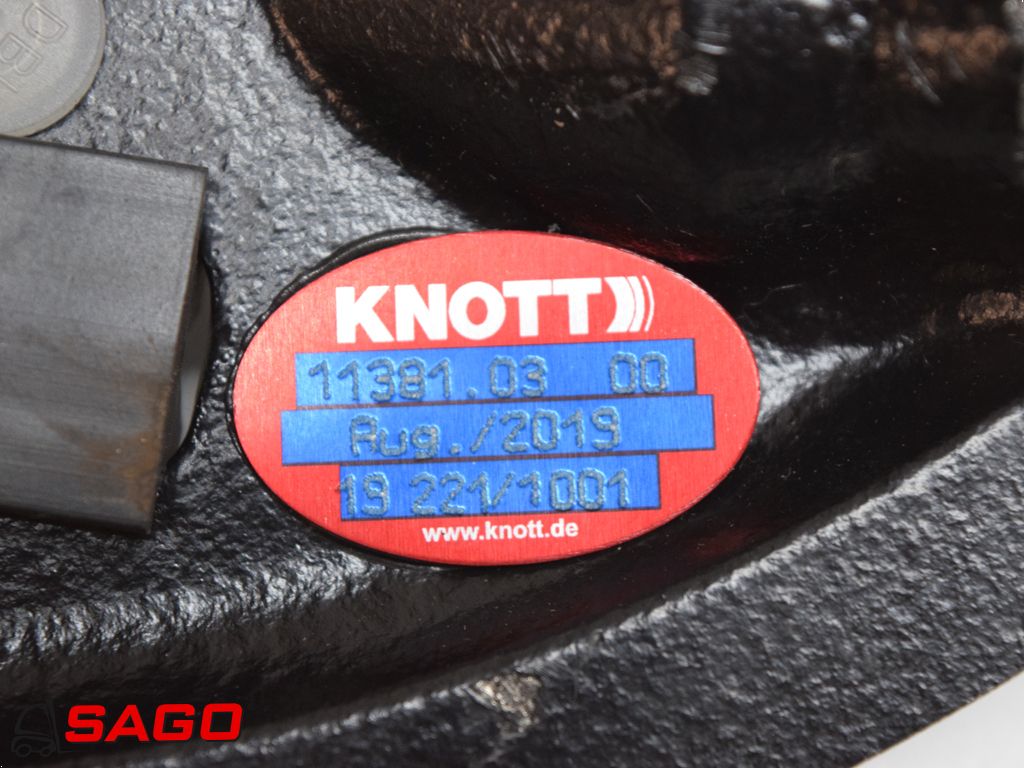 KNOTT
11381.03 00
Aug./2019
19 221/1001
www.knott.de
SAGO